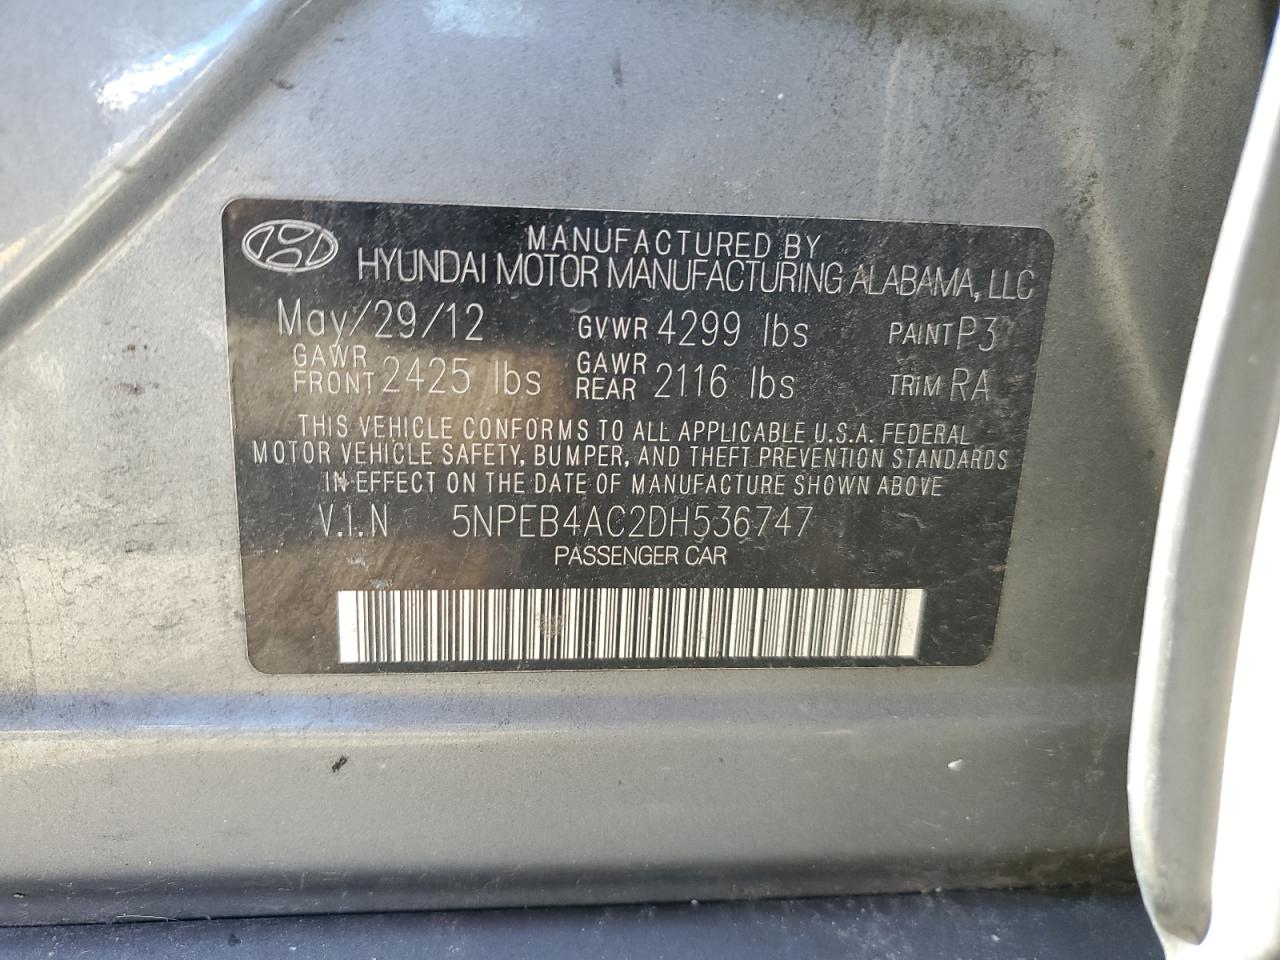 MANUFACTURED BY
HYUNDAI MOTOR MANUFACTURING ALABAMA, LLC
May/29/12 GVWR 4299 lbs PAINT P3
GAWR FRONT 2425 lbs GAWR REAR 2116 lbs TRIM RA
THIS VEHICLE CONFORMS TO ALL APPLICABLE U.S.A. FEDERAL
MOTOR VEHICLE SAFETY, BUMPER, AND THEFT PREVENTION STANDARDS
IN EFFECT ON THE DATE OF MANUFACTURE SHOWN ABOVE
V.I.N 5NPEB4AC2DH536747
PASSENGER CAR